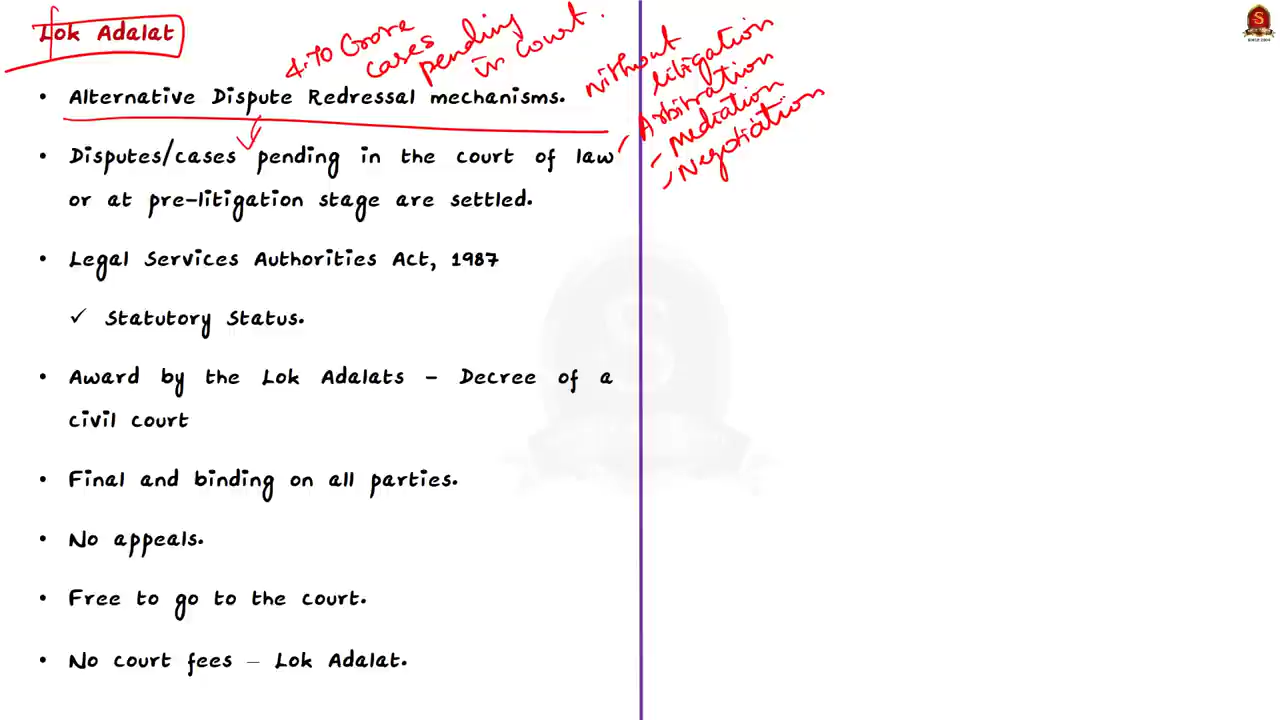 Lok Adalat
4.70 Crore
cases
pending
in court.
without
litigation
- Arbitration
- mediation
- Negotiation
• Alternative Dispute Redressal mechanisms.
• Disputes/cases pending in the court of law
or at pre-litigation stage are settled.
• Legal Services Authorities Act, 1987
✓ Statutory Status.
• Award by the Lok Adalats – Decree of a
civil court
• Final and binding on all parties.
• No appeals.
• Free to go to the court.
• No court fees – Lok Adalat.
S
SINCE 2004